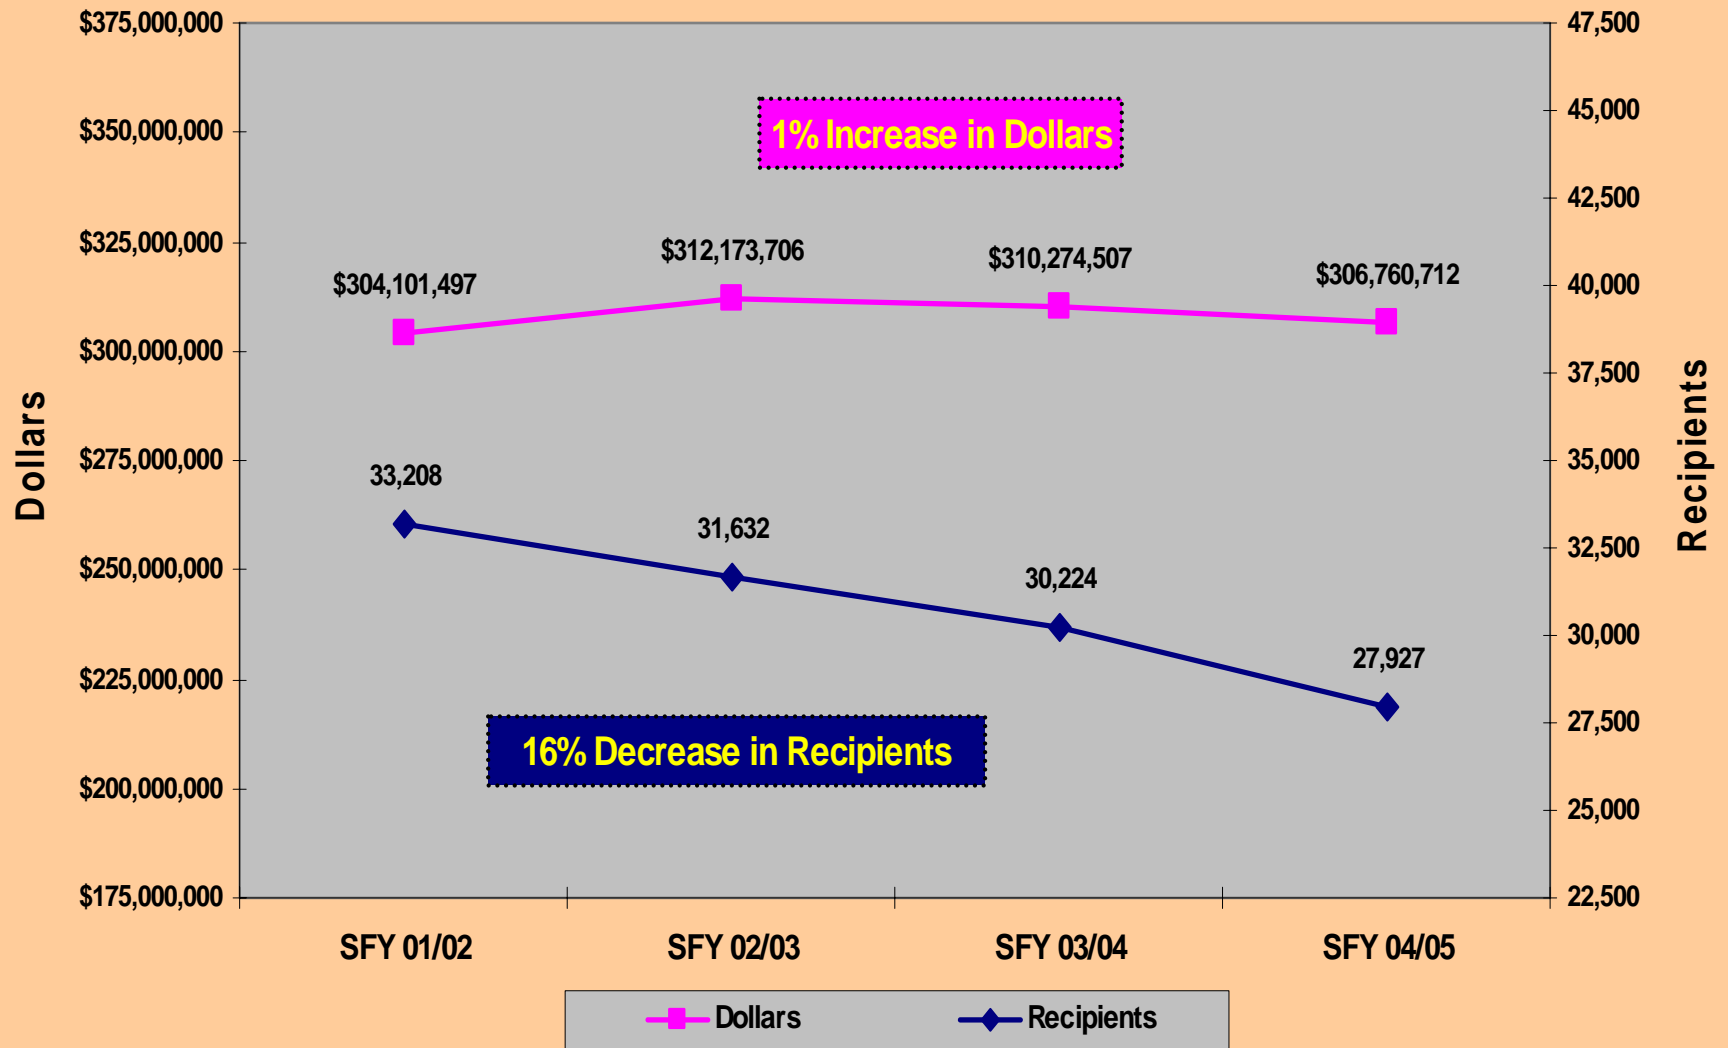 $375,000,000
$350,000,000
$325,000,000
$300,000,000
$275,000,000
$250,000,000
$225,000,000
$200,000,000
$175,000,000
Dollars
1% Increase in Dollars
$304,101,497
$312,173,706
$310,274,507
$306,760,712
33,208
31,632
30,224
27,927
16% Decrease in Recipients
47,500
45,000
42,500
40,000
37,500
35,000
32,500
30,000
27,500
25,000
22,500
Recipients
SFY 01/02
SFY 02/03
SFY 03/04
SFY 04/05
Dollars
Recipients